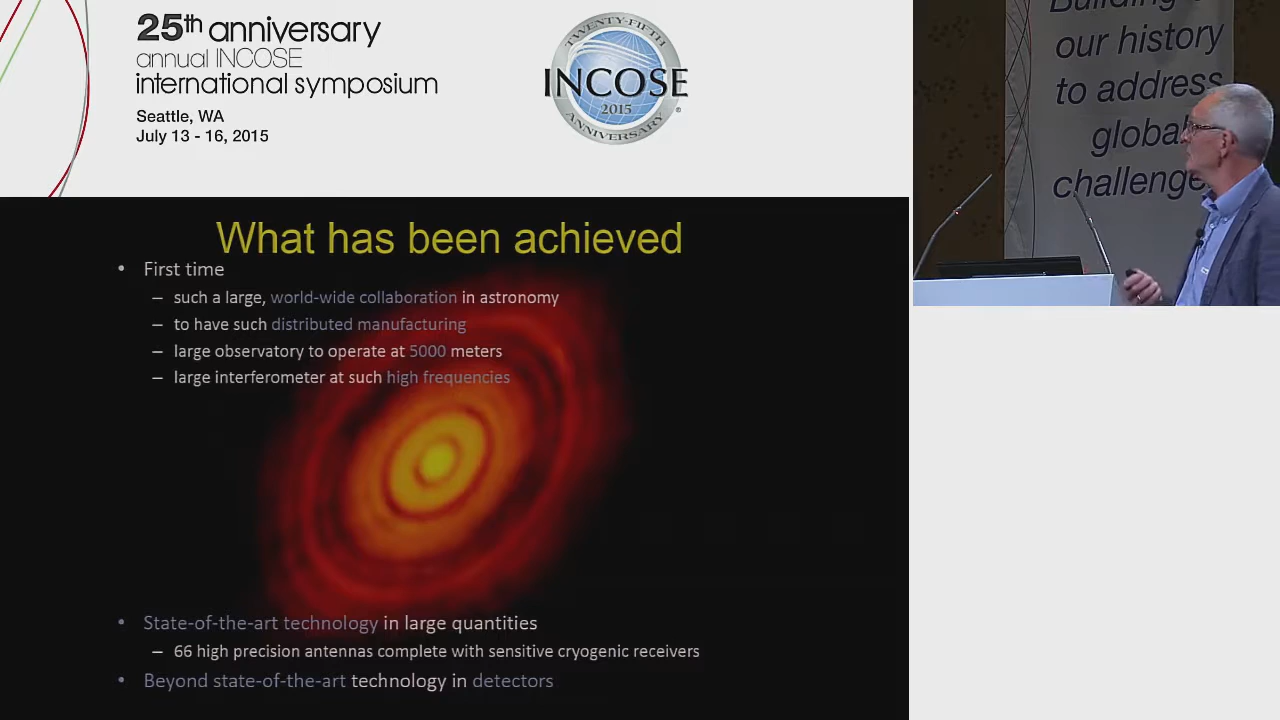 25th anniversary
annual INCOSE
international symposium
Seattle, WA
July 13 - 16, 2015
TWENTY-FIFTH
INCOSE
2015
ANNIVERSARY
Building
our history
to address
global
challenge
What has been achieved
• First time
– such a large, world-wide collaboration in astronomy
– to have such distributed manufacturing
– large observatory to operate at 5000 meters
– large interferometer at such high frequencies
• State-of-the-art technology in large quantities
– 66 high precision antennas complete with sensitive cryogenic receivers
• Beyond state-of-the-art technology in detectors